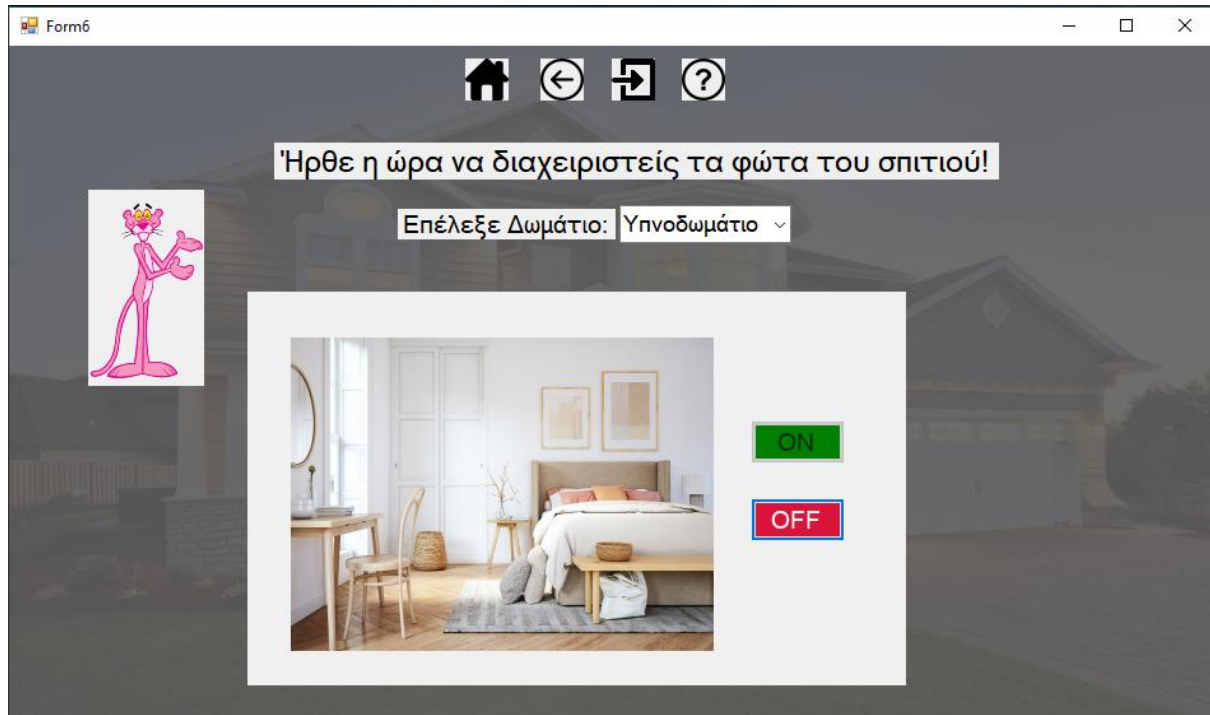 Form6
Ήρθε η ώρα να διαχειριστείς τα φώτα του σπιτιού!
Επέλεξε Δωμάτιο: Υπνοδωμάτιο
ON
OFF